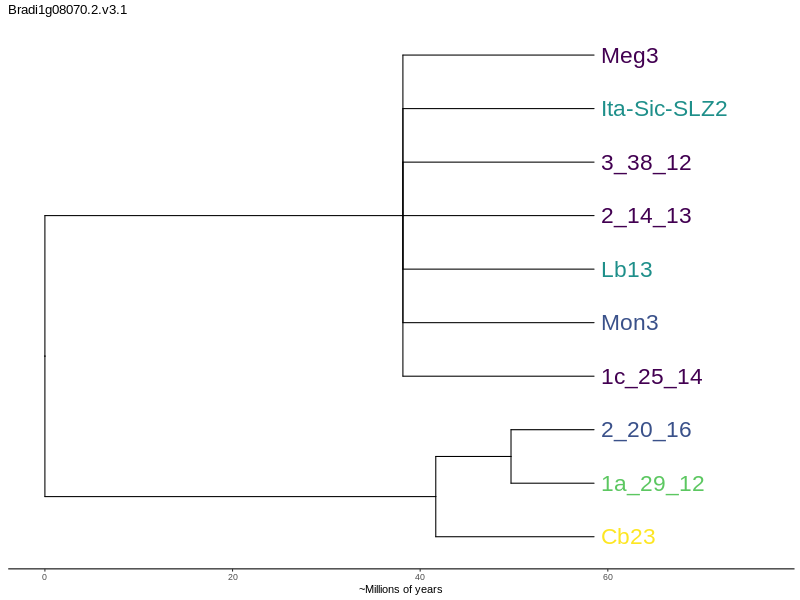 Bradi1g08070.2.v3.1
Meg3
Ita-Sic-SLZ2
3_38_12
2_14_13
Lb13
Mon3
1c_25_14
2_20_16
1a_29_12
Cb23
0 20 40 60
~Millions of years